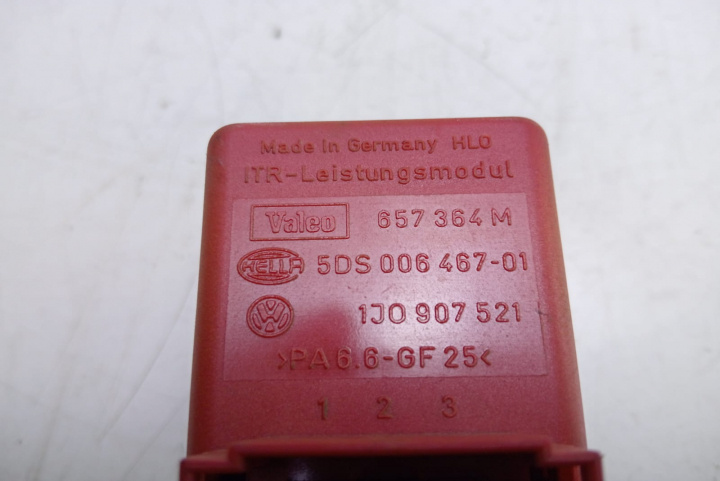 Made in Germany HLO
ITR-Leistungsmodul
Valeo 657 364 M
HELLA 5DS 006 467-01
VW 1J0 907 521
>PA 6.6-GF 25<
1 2 3